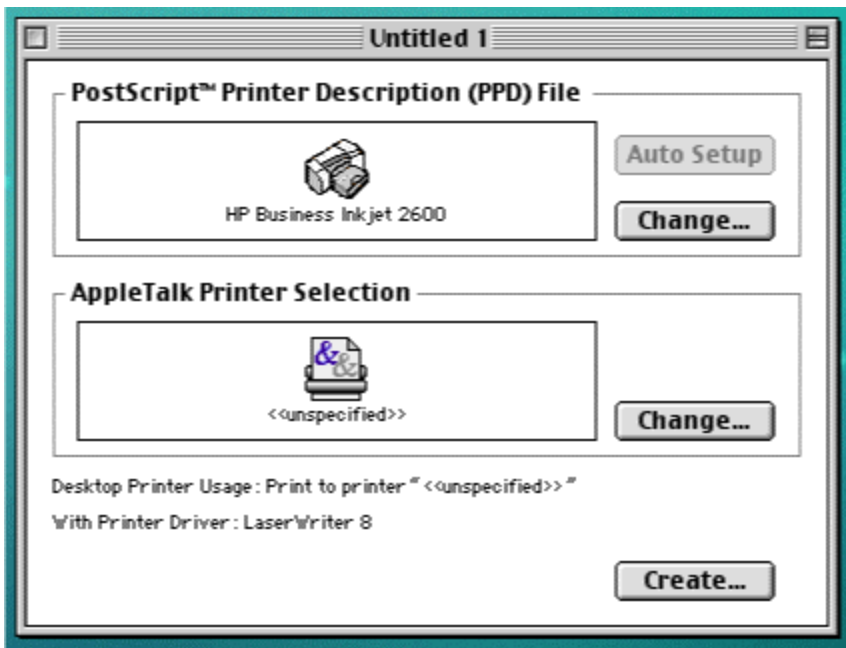 Untitled 1
PostScript™ Printer Description (PPD) File
Auto Setup
HP Business Inkjet 2600
Change...
AppleTalk Printer Selection
&&
<<unspecified>>
Change...
Desktop Printer Usage : Print to printer "<<unspecified>>"
With Printer Driver : LaserWriter 8
Create...